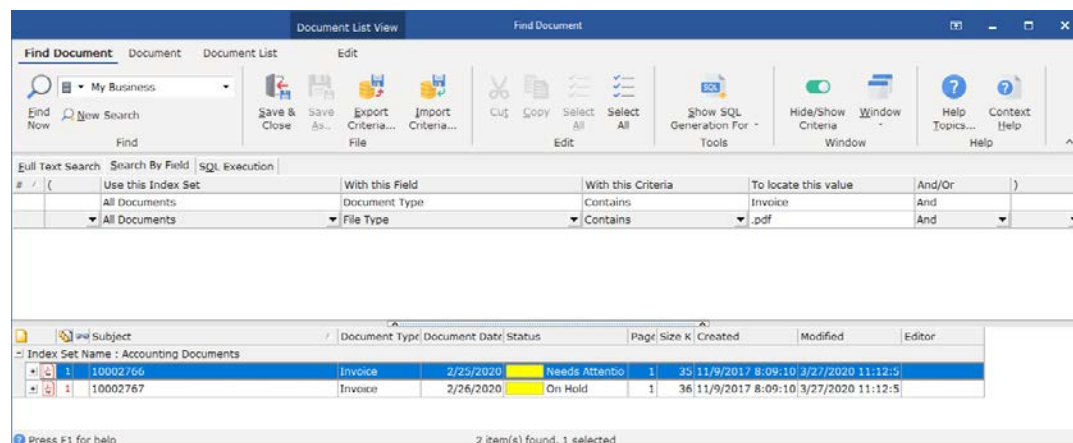 Document List View Find Document
Find Document Document Document List Edit
My Business
Find Now
New Search
Save & Close
Save As..
Export Criteria...
Import Criteria...
Cut
Copy
Select All
Select All
Show SQL Generation For
Hide/Show Criteria
Window
Help Topics...
Context Help
Find File Edit Tools Window Help
Full Text Search Search By Field SQL Execution
# / ( Use this Index Set With this Field With this Criteria To locate this value And/Or )
All Documents Document Type Contains Invoice And
All Documents File Type Contains .pdf And
Subject / Document Type Document Date Status Page Size K Created Modified Editor
Index Set Name : Accounting Documents
1 10002766 Invoice 2/25/2020 Needs Attentio 1 35 11/9/2017 8:09:10 3/27/2020 11:12:5
1 10002767 Invoice 2/26/2020 On Hold 1 36 11/9/2017 8:09:10 3/27/2020 11:12:5
Press F1 for help 2 item(s) found, 1 selected